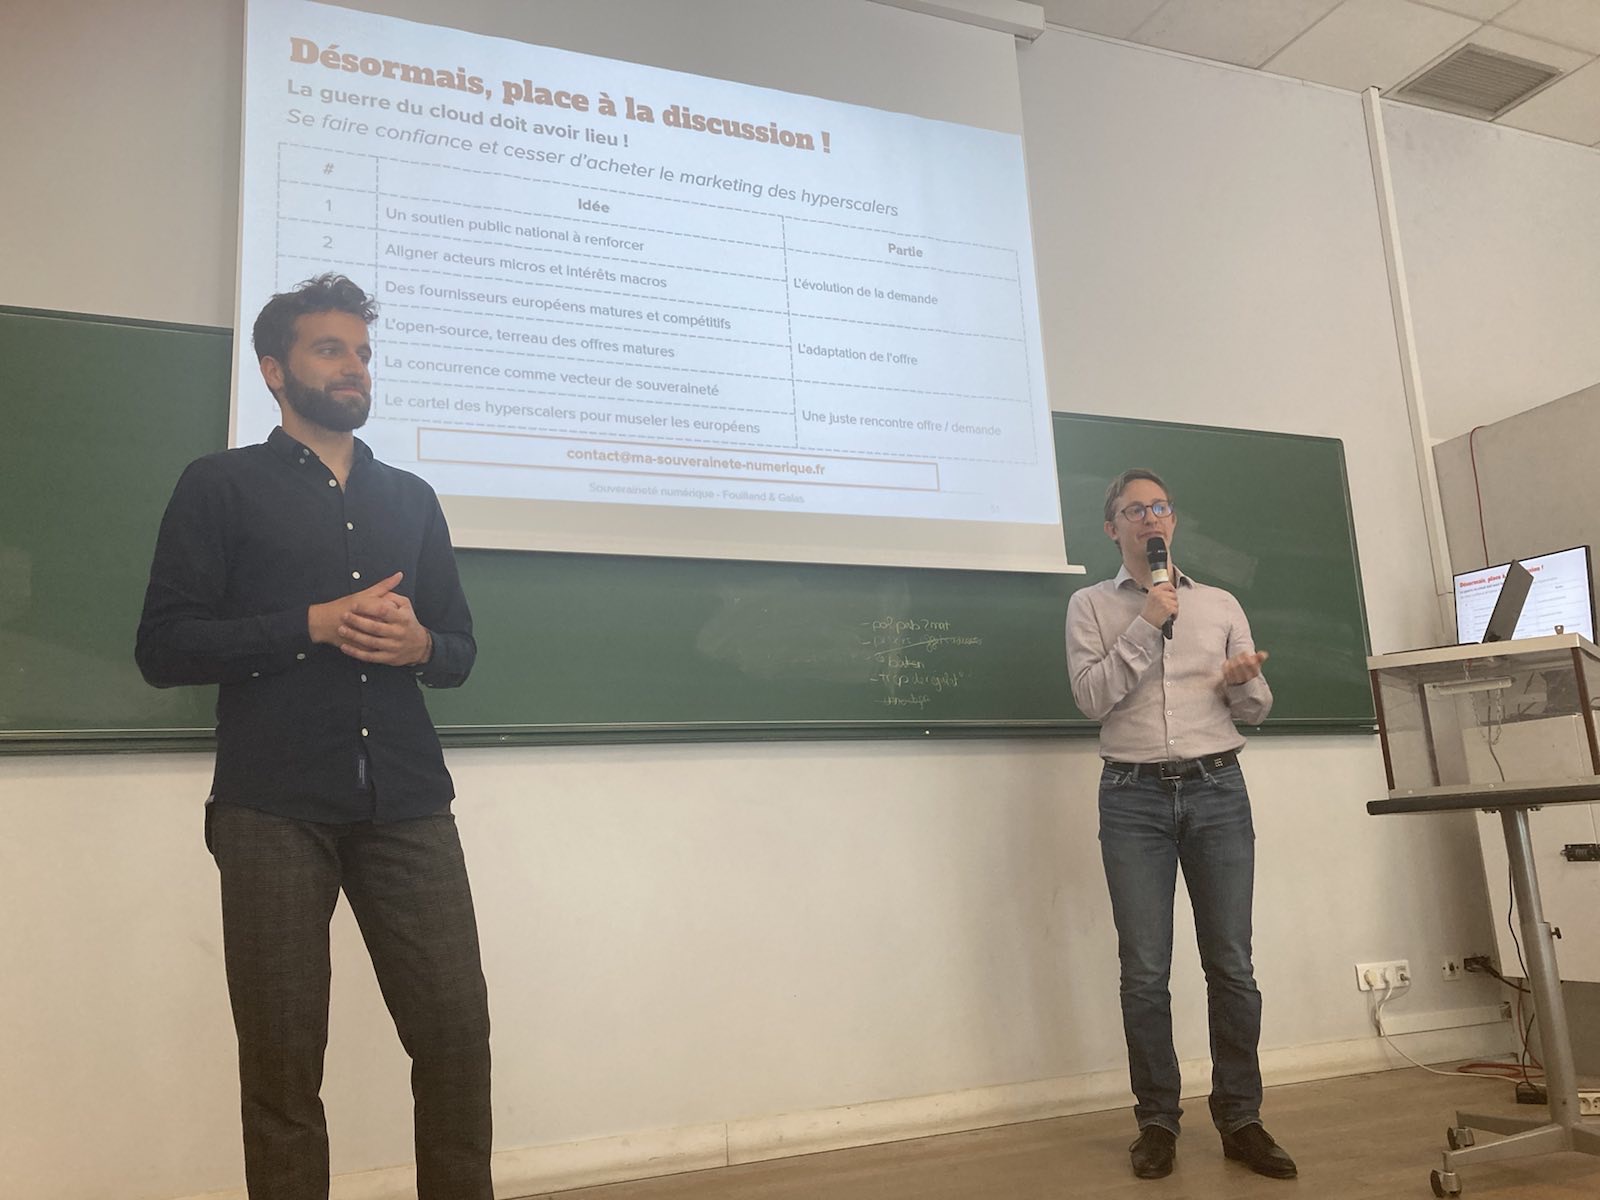 Désormais, place à la discussion !
La guerre du cloud doit avoir lieu !
Se faire confiance et cesser d'acheter le marketing des hyperscalers
# Idée Partie
1 Un soutien public national à renforcer
2 Aligner acteurs micros et intérêts macros
L'évolution de la demande
Des fournisseurs européens matures et compétitifs
L'open-source, terreau des offres matures
L'adaptation de l'offre
La concurrence comme vecteur de souveraineté
Le cartel des hyperscalers pour museler les européens
Une juste rencontre offre / demande
contact@ma-souverainete-numerique.fr
Souveraineté numérique - Fouilland & Galas
51